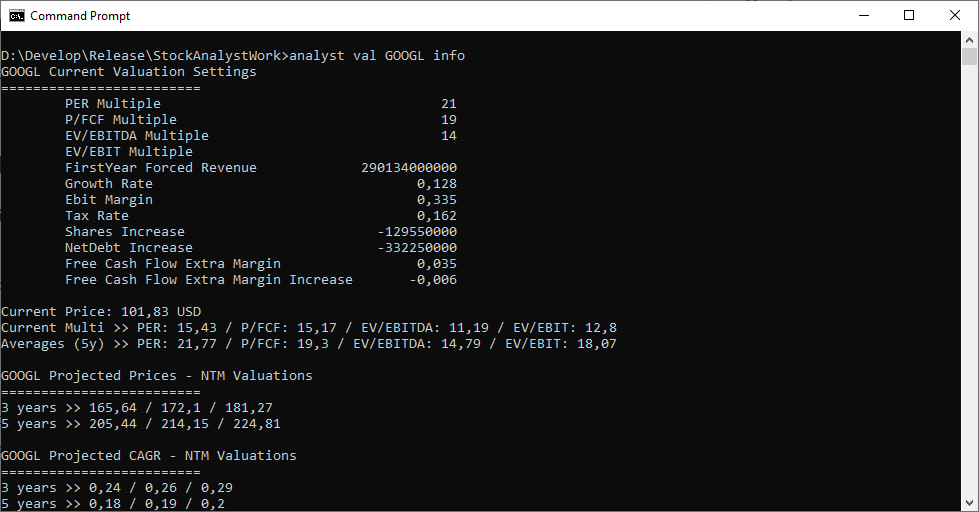 Command Prompt
D:\Develop\Release\StockAnalystWork>analyst val GOOGL info
GOOGL Current Valuation Settings
=========================
PER Multiple 21
P/FCF Multiple 19
EV/EBITDA Multiple 14
EV/EBIT Multiple
FirstYear Forced Revenue 290134000000
Growth Rate 0,128
Ebit Margin 0,335
Tax Rate 0,162
Shares Increase -129550000
NetDebt Increase -332250000
Free Cash Flow Extra Margin 0,035
Free Cash Flow Extra Margin Increase -0,006
Current Price: 101,83 USD
Current Multi >> PER: 15,43 / P/FCF: 15,17 / EV/EBITDA: 11,19 / EV/EBIT: 12,8
Averages (5y) >> PER: 21,77 / P/FCF: 19,3 / EV/EBITDA: 14,79 / EV/EBIT: 18,07
GOOGL Projected Prices - NTM Valuations
=========================
3 years >> 165,64 / 172,1 / 181,27
5 years >> 205,44 / 214,15 / 224,81
GOOGL Projected CAGR - NTM Valuations
=========================
3 years >> 0,24 / 0,26 / 0,29
5 years >> 0,18 / 0,19 / 0,2